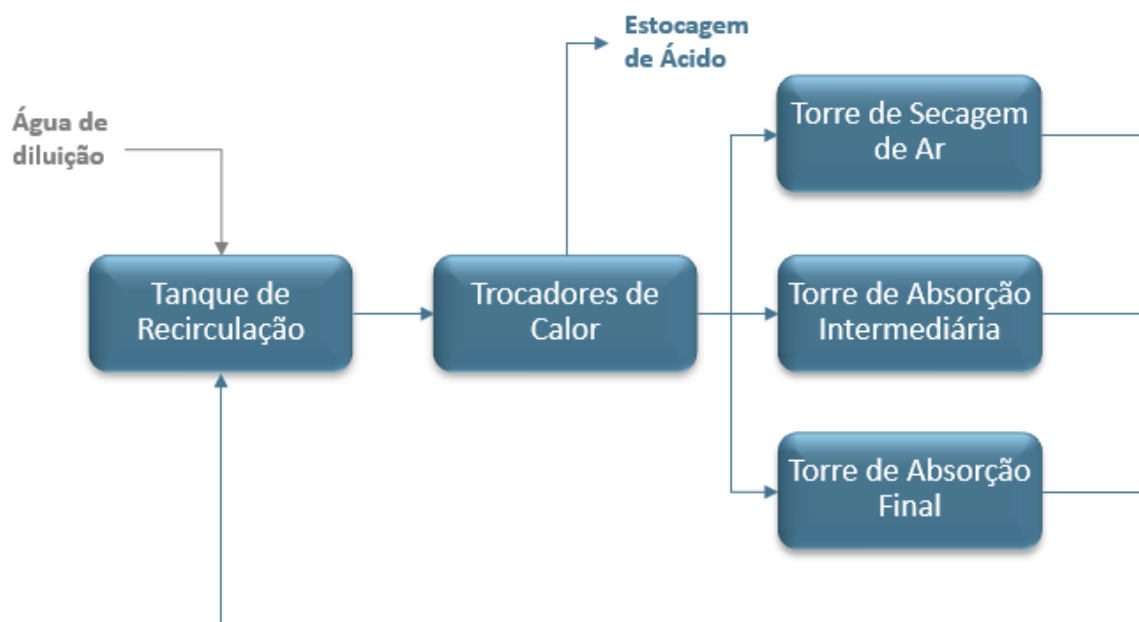 Estocagem
de Ácido
Água de
diluição
Torre de Secagem
de Ar
Tanque de
Recirculação
Trocadores de
Calor
Torre de Absorção
Intermediária
Torre de Absorção
Final